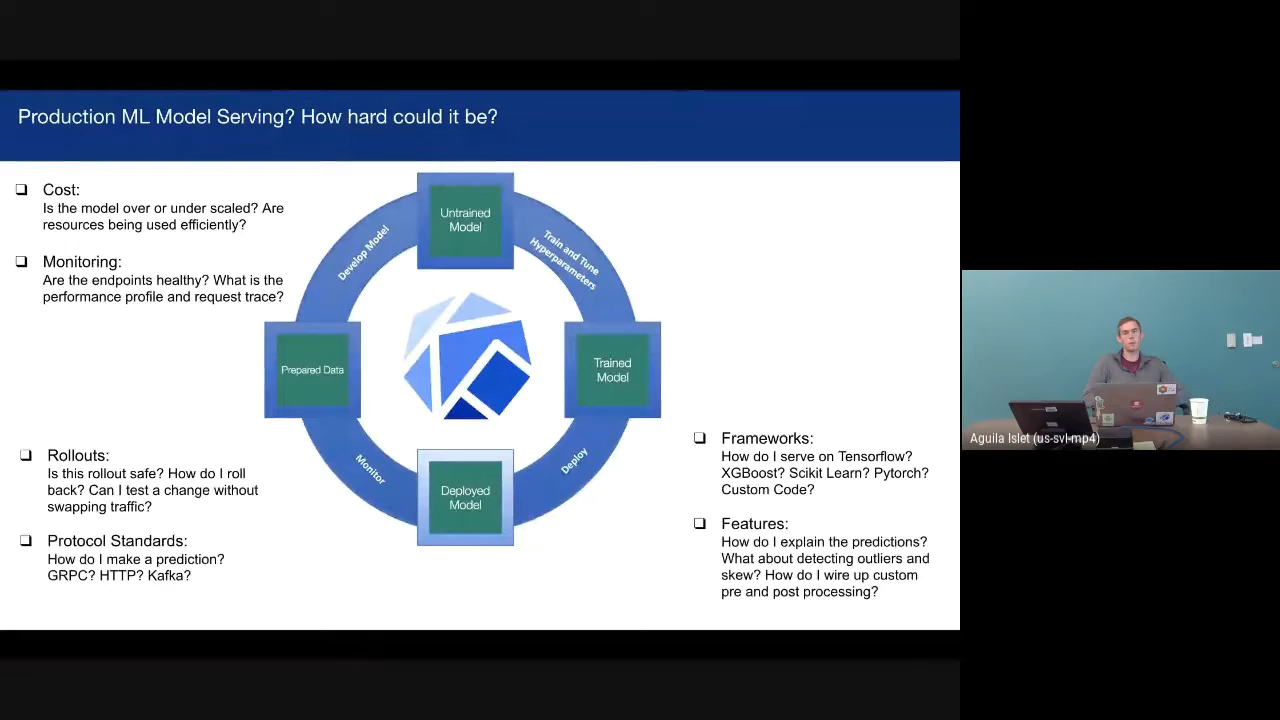 Production ML Model Serving? How hard could it be?
❑ Cost:
Is the model over or under scaled? Are
resources being used efficiently?
❑ Monitoring:
Are the endpoints healthy? What is the
performance profile and request trace?
❑ Rollouts:
Is this rollout safe? How do I roll
back? Can I test a change without
swapping traffic?
❑ Protocol Standards:
How do I make a prediction?
GRPC? HTTP? Kafka?
Untrained
Model
Develop Model
Train and Tune
Hyperparameters
Prepared Data
Trained
Model
Monitor
Deploy
Deployed
Model
❑ Frameworks:
How do I serve on Tensorflow?
XGBoost? Scikit Learn? Pytorch?
Custom Code?
❑ Features:
How do I explain the predictions?
What about detecting outliers and
skew? How do I wire up custom
pre and post processing?
Aguila Islet (us-svl-mp4)